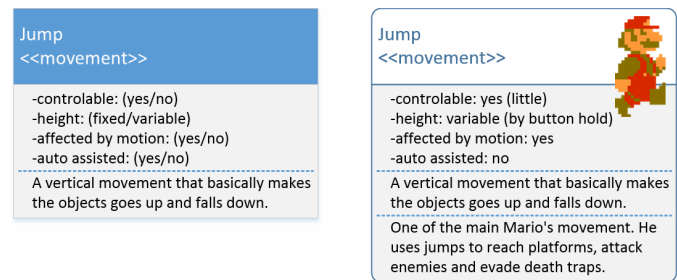 Jump
<<movement>>
-controlable: (yes/no)
-height: (fixed/variable)
-affected by motion: (yes/no)
-auto assisted: (yes/no)
A vertical movement that basically makes
the objects goes up and falls down.
Jump
<<movement>>
-controlable: yes (little)
-height: variable (by button hold)
-affected by motion: yes
-auto assisted: no
A vertical movement that basically makes
the objects goes up and falls down.
One of the main Mario's movement. He
uses jumps to reach platforms, attack
enemies and evade death traps.